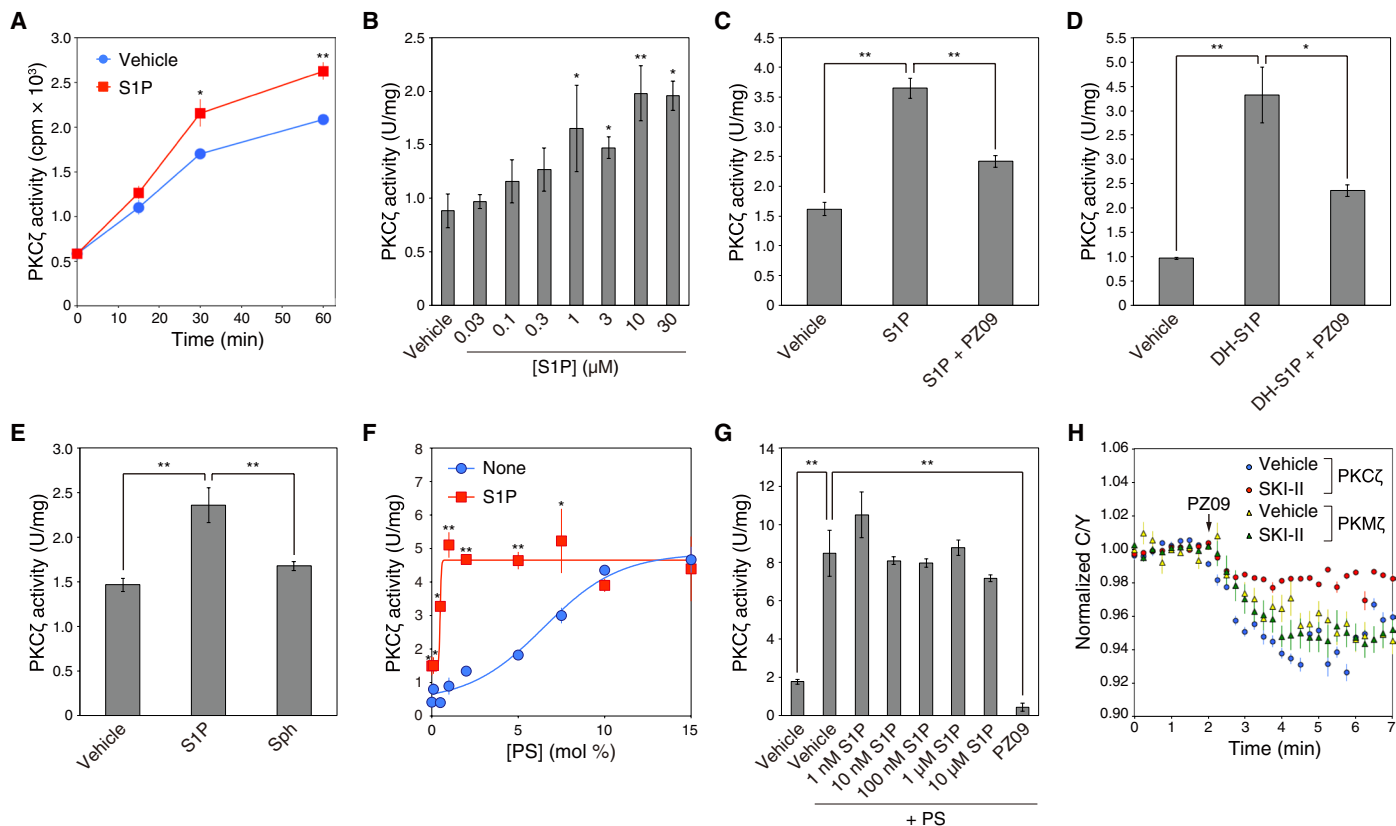 A
PKCζ activity (cpm × 10³)
3.0
2.5
2.0
1.5
1.0
0.5
0
Vehicle
S1P
*
**
0
10
20
30
40
50
60
Time (min)
B
PKCζ activity (U/mg)
2.5
2.0
1.5
1.0
0.5
0
*
*
**
*
Vehicle
0.03
0.1
0.3
1
3
10
30
[S1P] (µM)
C
PKCζ activity (U/mg)
4.5
4.0
3.5
3.0
2.5
2.0
1.5
1.0
0.5
0
**
**
Vehicle
S1P
S1P + PZ09
D
PKCζ activity (U/mg)
5.5
5.0
4.5
4.0
3.5
3.0
2.5
2.0
1.5
1.0
0.5
0
**
*
Vehicle
DH-S1P
DH-S1P + PZ09
E
PKCζ activity (U/mg)
3.0
2.5
2.0
1.5
1.0
0.5
0
**
**
Vehicle
S1P
Sph
F
PKCζ activity (U/mg)
8
7
6
5
4
3
2
1
0
None
S1P
**
**
**
*
*
*
*
0
5
10
15
[PS] (mol %)
G
PKCζ activity (U/mg)
14
12
10
8
6
4
2
0
**
**
Vehicle
Vehicle
1 nM S1P
10 nM S1P
100 nM S1P
1 µM S1P
10 µM S1P
PZ09
+ PS
H
Normalized C/Y
1.06
1.04
1.02
1.00
0.98
0.96
0.94
0.92
0.90
Vehicle
SKI-II
PKCζ
Vehicle
SKI-II
PKMζ
PZ09
0
1
2
3
4
5
6
7
Time (min)